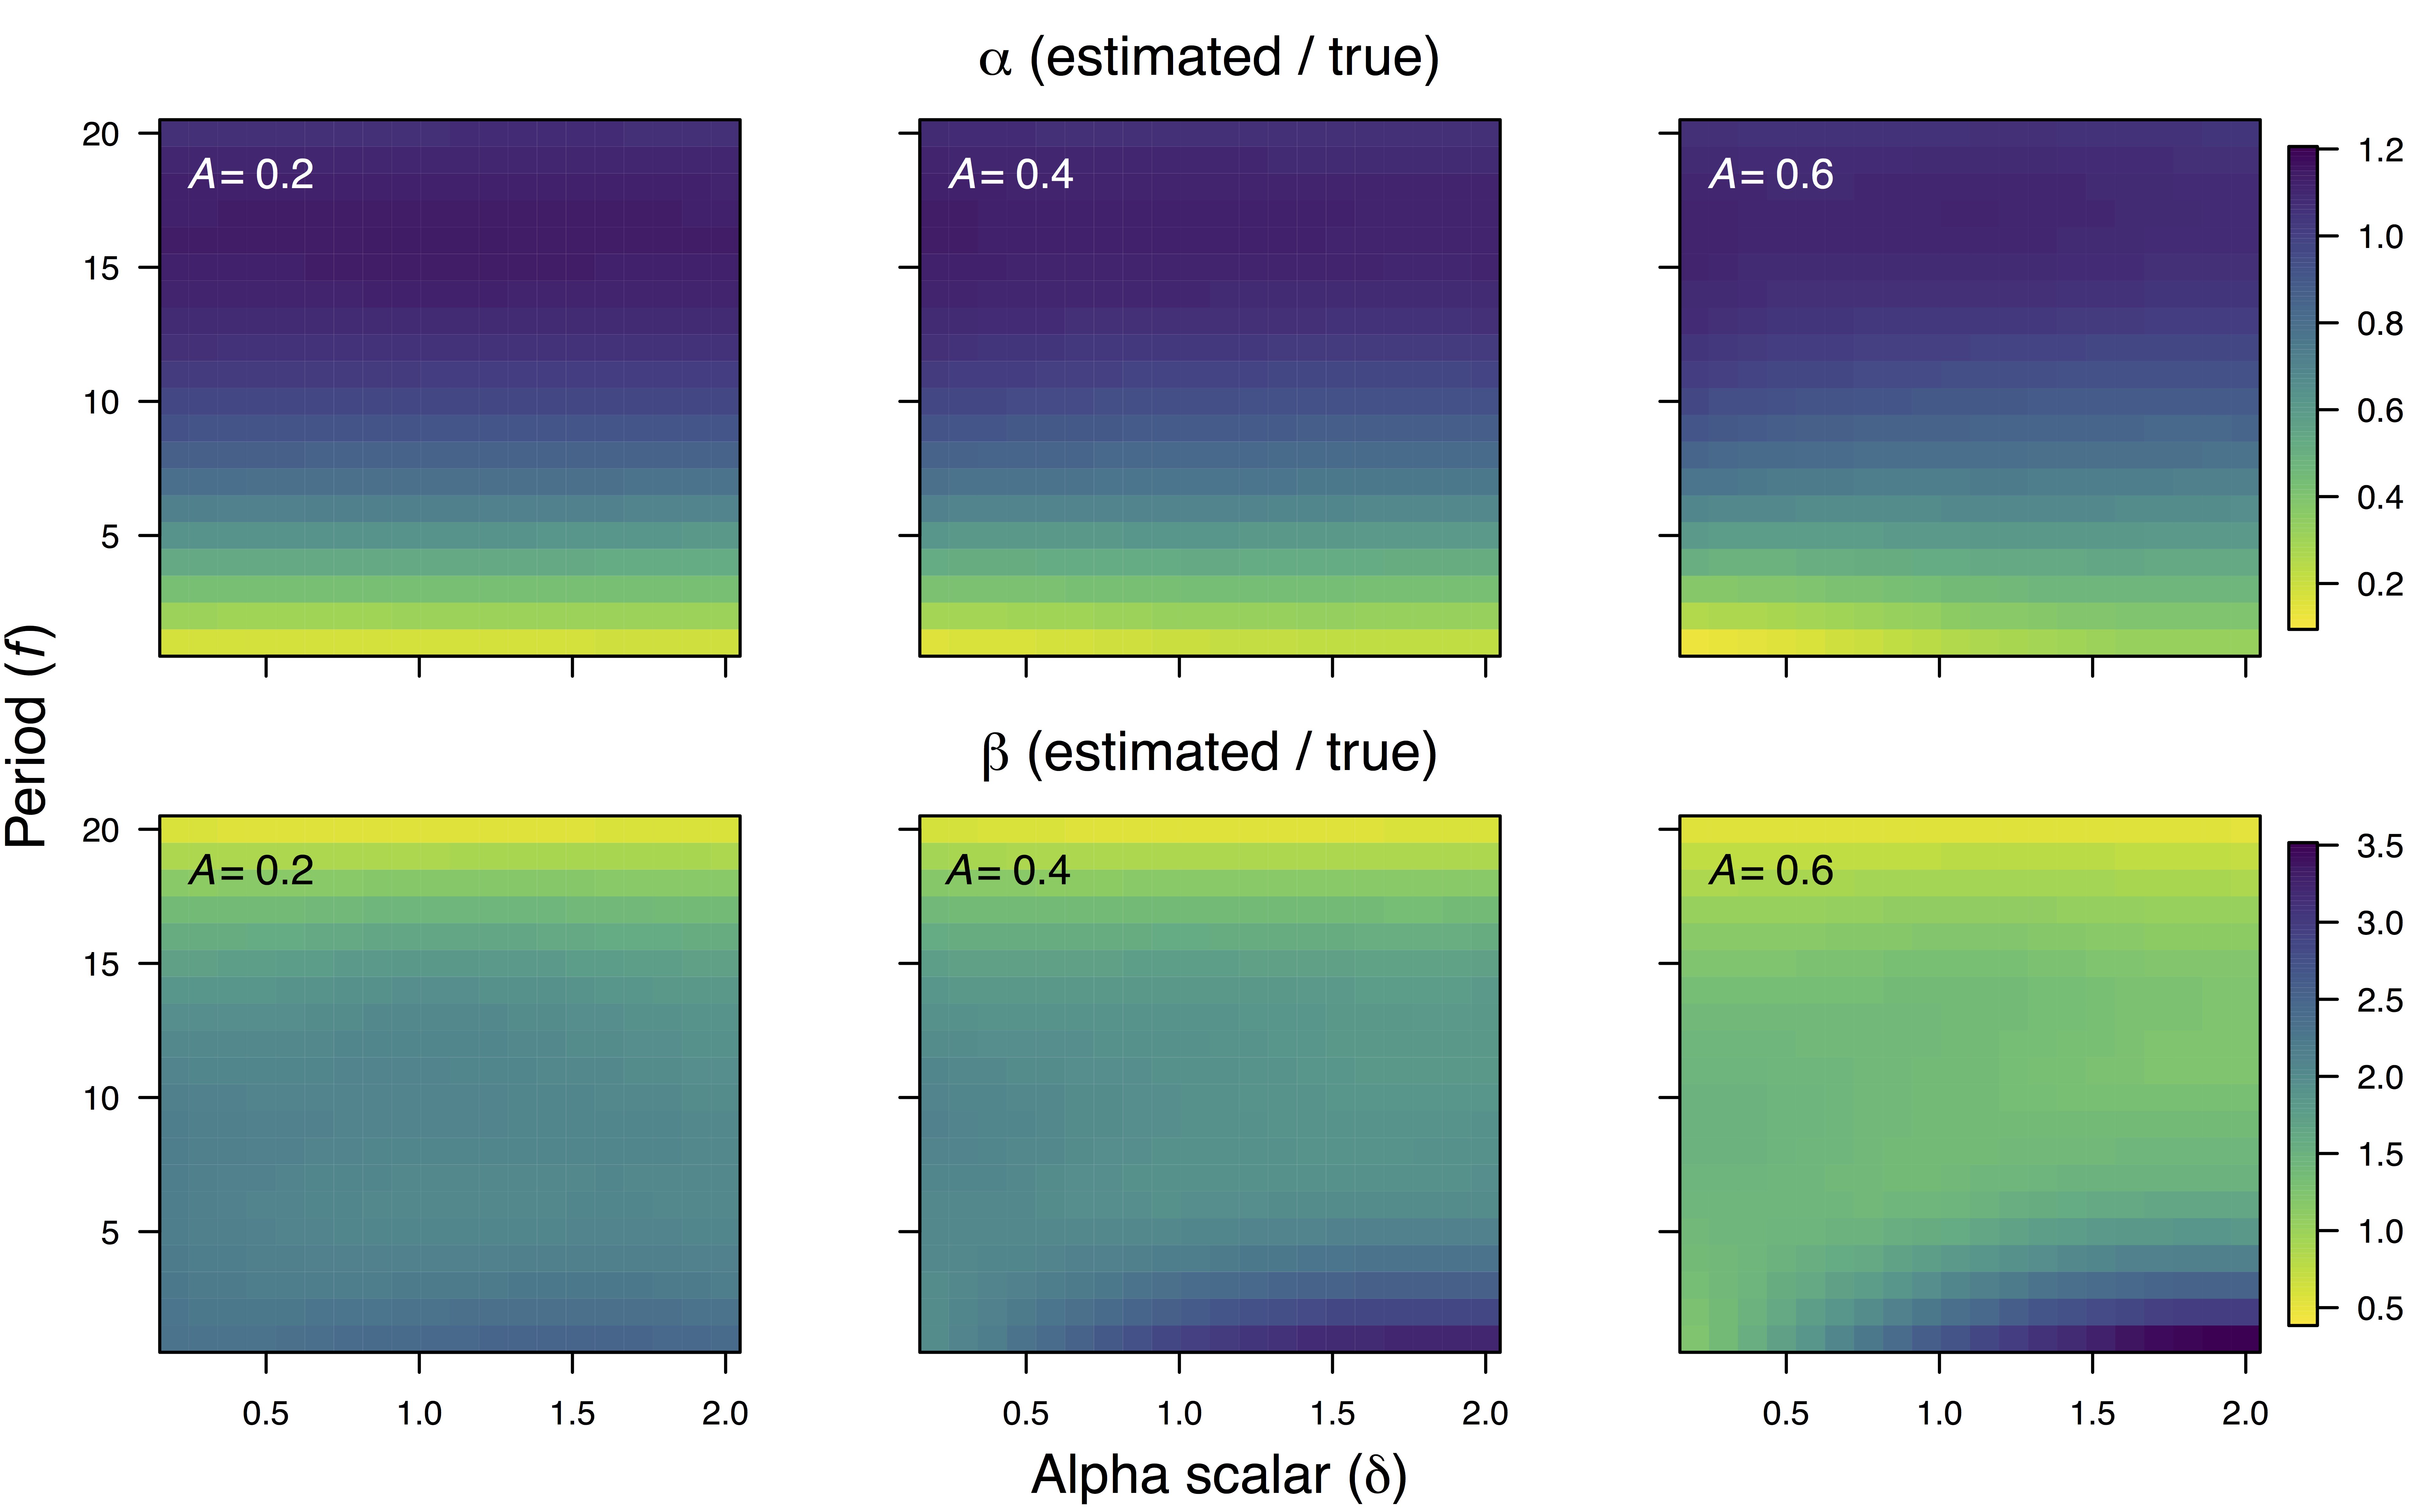 α (estimated / true)
A = 0.2
A = 0.4
A = 0.6
20
15
10
5
1.2
1.0
0.8
0.6
0.4
0.2
Period (f)
β (estimated / true)
A = 0.2
A = 0.4
A = 0.6
20
15
10
5
3.5
3.0
2.5
2.0
1.5
1.0
0.5
0.5 1.0 1.5 2.0
0.5 1.0 1.5 2.0
0.5 1.0 1.5 2.0
Alpha scalar (δ)